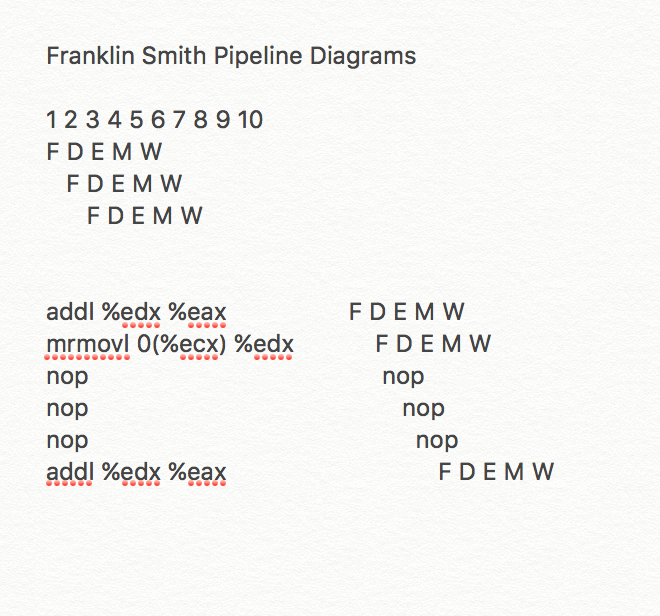 Franklin Smith Pipeline Diagrams
1 2 3 4 5 6 7 8 9 10
F D E M W
F D E M W
F D E M W
addl %edx %eax F D E M W
mrmovl 0(%ecx) %edx F D E M W
nop nop
nop nop
nop nop
addl %edx %eax F D E M W